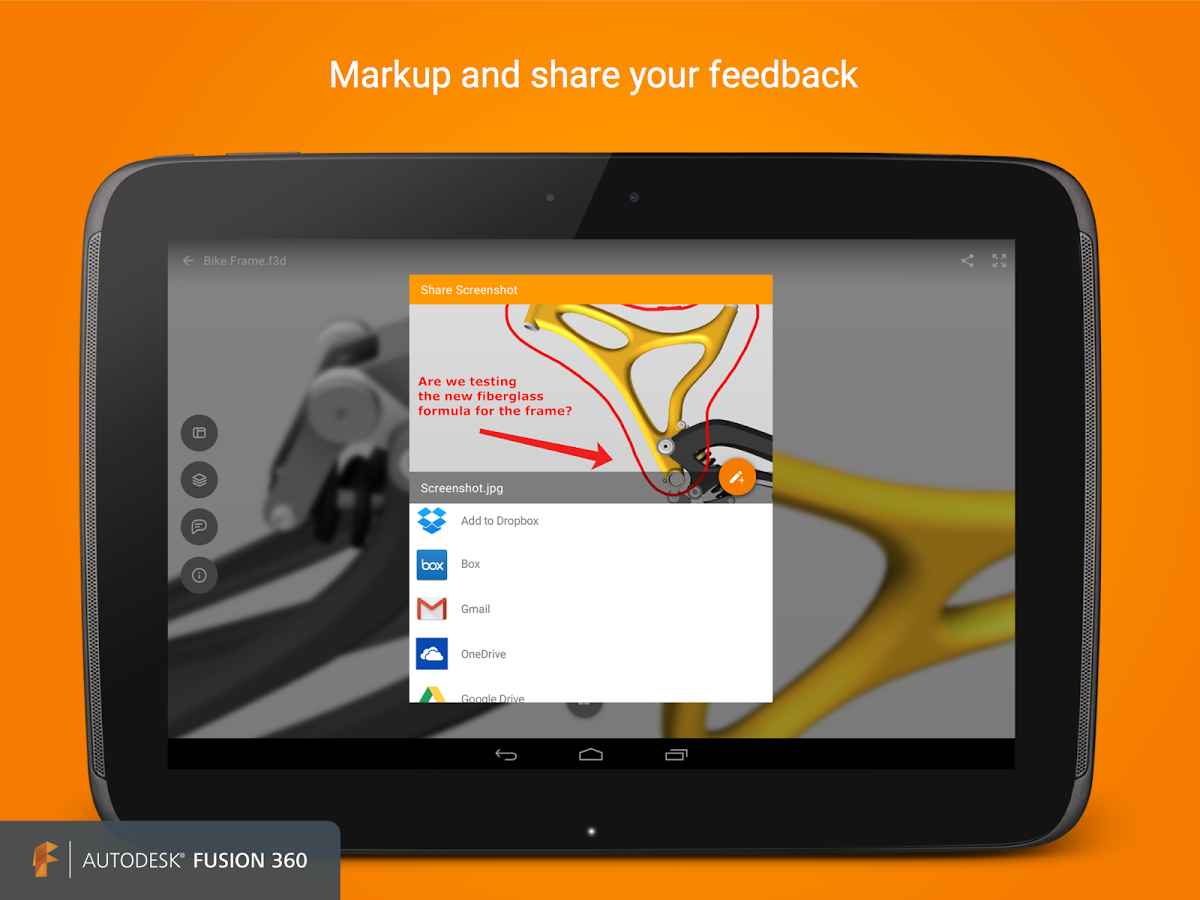 Markup and share your feedback
Bike Frame.f3d
Share Screenshot
Are we testing
the new fiberglass
formula for the frame?
Screenshot.jpg
Add to Dropbox
box
Box
Gmail
OneDrive
Google Drive
AUTODESK® FUSION 360